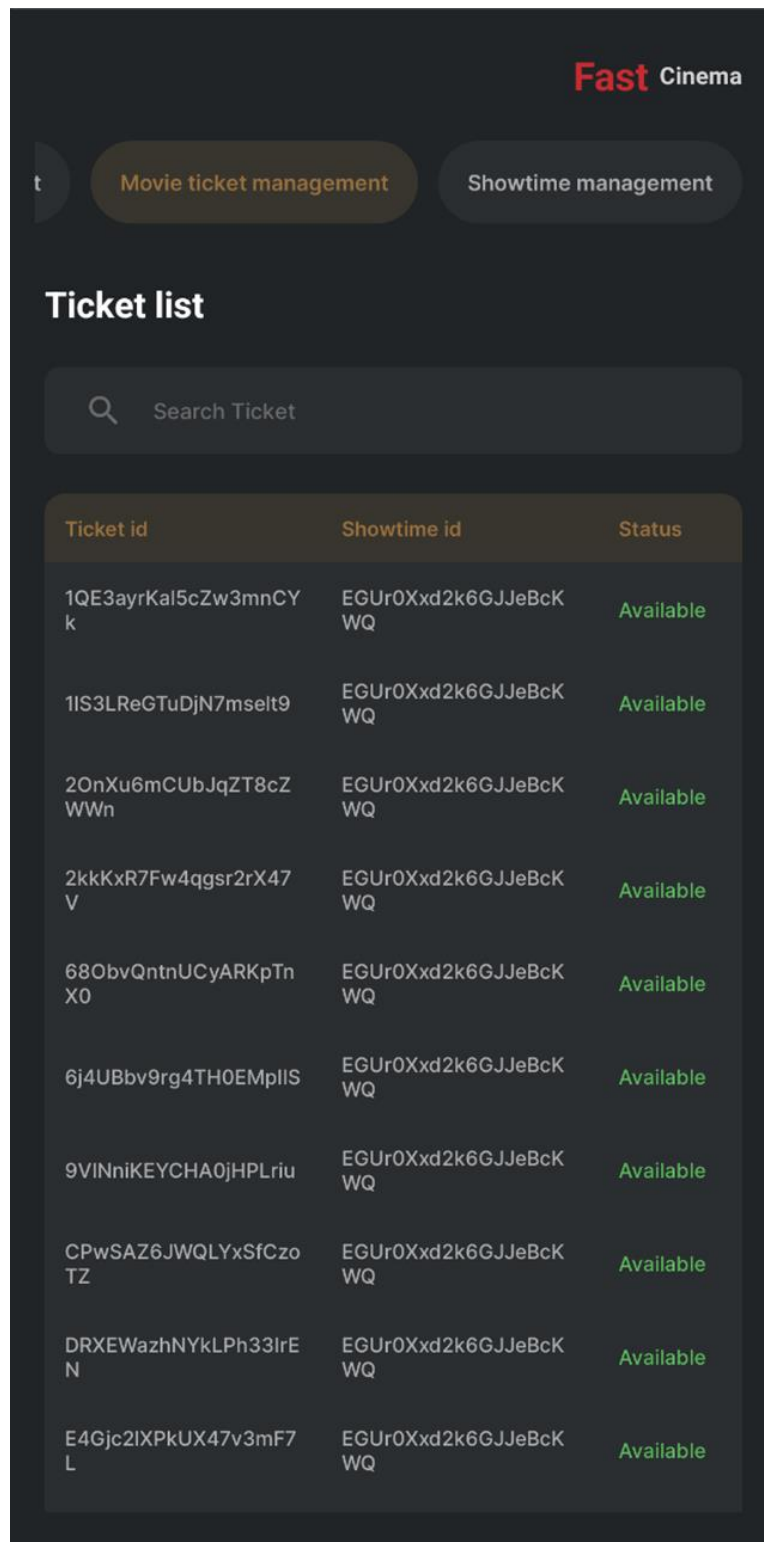 Fast Cinema
t
Movie ticket management
Showtime management
Ticket list
Search Ticket
Ticket id Showtime id Status
1QE3ayrKal5cZw3mnCY
k
EGUr0Xxd2k6GJJeBcK
WQ
Available
1IS3LReGTuDjN7mselt9
EGUr0Xxd2k6GJJeBcK
WQ
Available
2OnXu6mCUbJqZT8cZ
WWn
EGUr0Xxd2k6GJJeBcK
WQ
Available
2kkKxR7Fw4qgsr2rX47
V
EGUr0Xxd2k6GJJeBcK
WQ
Available
68ObvQntnUCyARKpTn
X0
EGUr0Xxd2k6GJJeBcK
WQ
Available
6j4UBbv9rg4TH0EMpIlS
EGUr0Xxd2k6GJJeBcK
WQ
Available
9VINniKEYCHA0jHPLriu
EGUr0Xxd2k6GJJeBcK
WQ
Available
CPwSAZ6JWQLYxSfCzo
TZ
EGUr0Xxd2k6GJJeBcK
WQ
Available
DRXEWazhNYkLPh33IrE
N
EGUr0Xxd2k6GJJeBcK
WQ
Available
E4Gjc2IXPkUX47v3mF7
L
EGUr0Xxd2k6GJJeBcK
WQ
Available